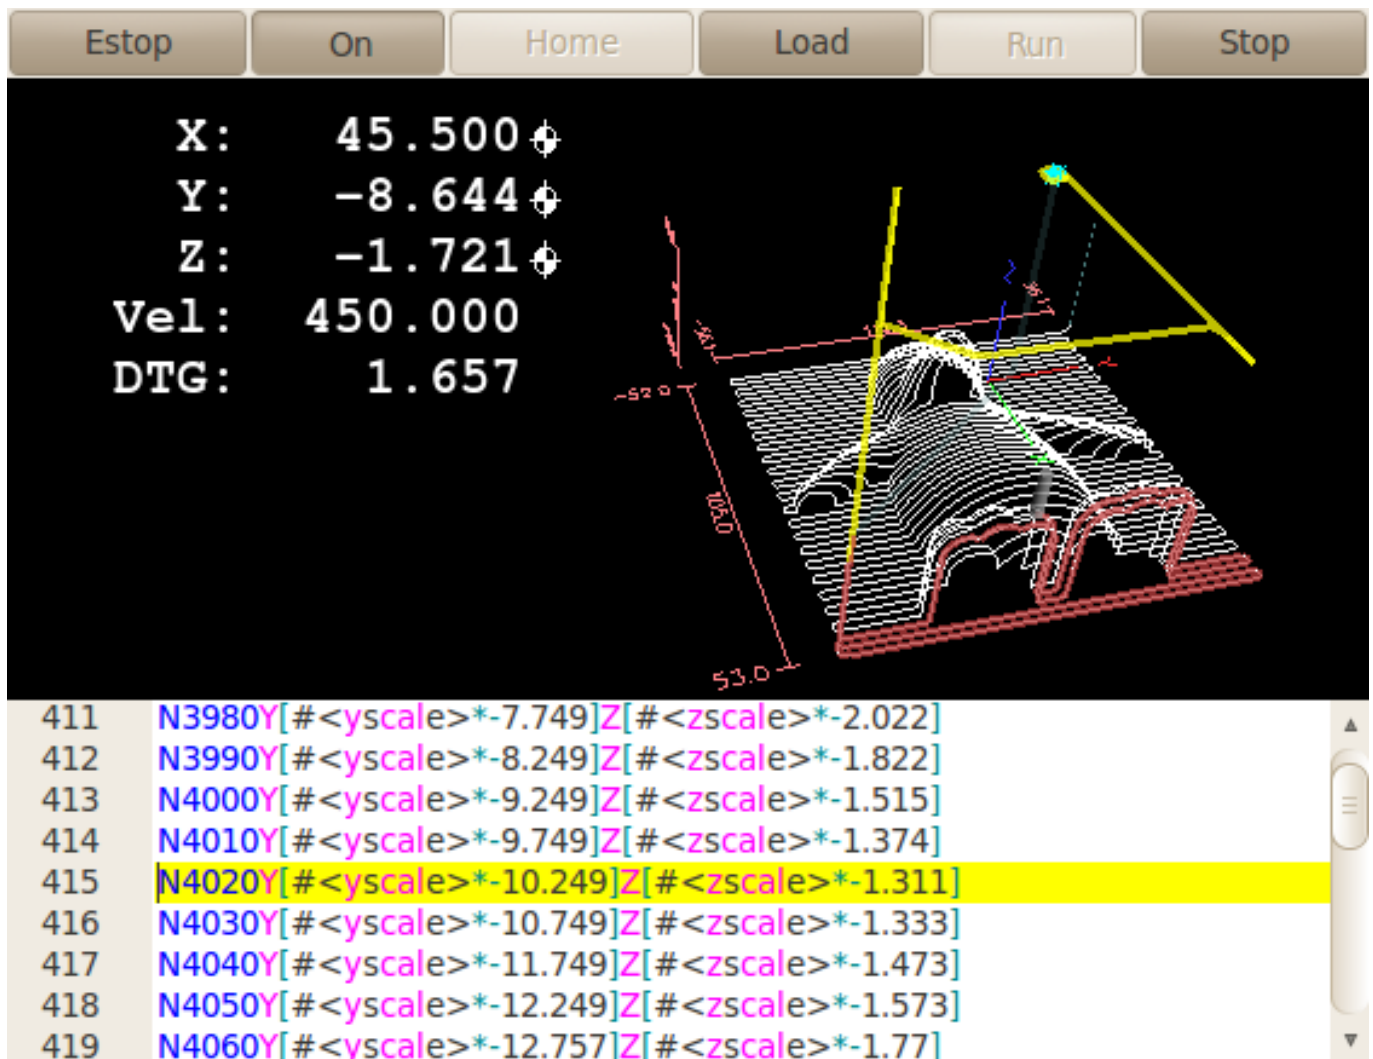 Estop On Home Load Run Stop
X: 45.500
Y: -8.644
Z: -1.721
Vel: 450.000
DTG: 1.657
-52.0
105.0
53.0
411 N3980Y[#<yscale>*-7.749]Z[#<zscale>*-2.022]
412 N3990Y[#<yscale>*-8.249]Z[#<zscale>*-1.822]
413 N4000Y[#<yscale>*-9.249]Z[#<zscale>*-1.515]
414 N4010Y[#<yscale>*-9.749]Z[#<zscale>*-1.374]
415 N4020Y[#<yscale>*-10.249]Z[#<zscale>*-1.311]
416 N4030Y[#<yscale>*-10.749]Z[#<zscale>*-1.333]
417 N4040Y[#<yscale>*-11.749]Z[#<zscale>*-1.473]
418 N4050Y[#<yscale>*-12.249]Z[#<zscale>*-1.573]
419 N4060Y[#<yscale>*-12.757]Z[#<zscale>*-1.77]